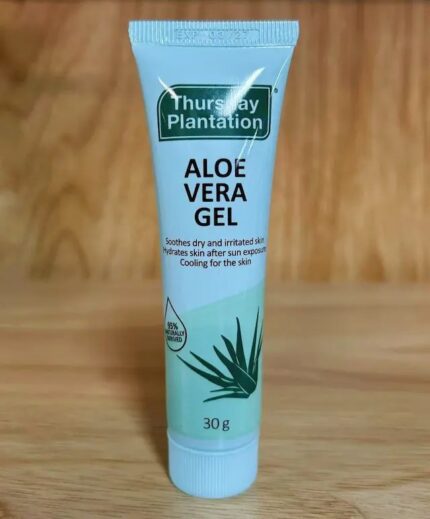 Thursday
Plantation
®
ALOE
VERA
GEL
Soothes dry and irritated skin
Hydrates skin after sun exposure
Cooling for the skin
95%
NATURALLY
DERIVED
30 g